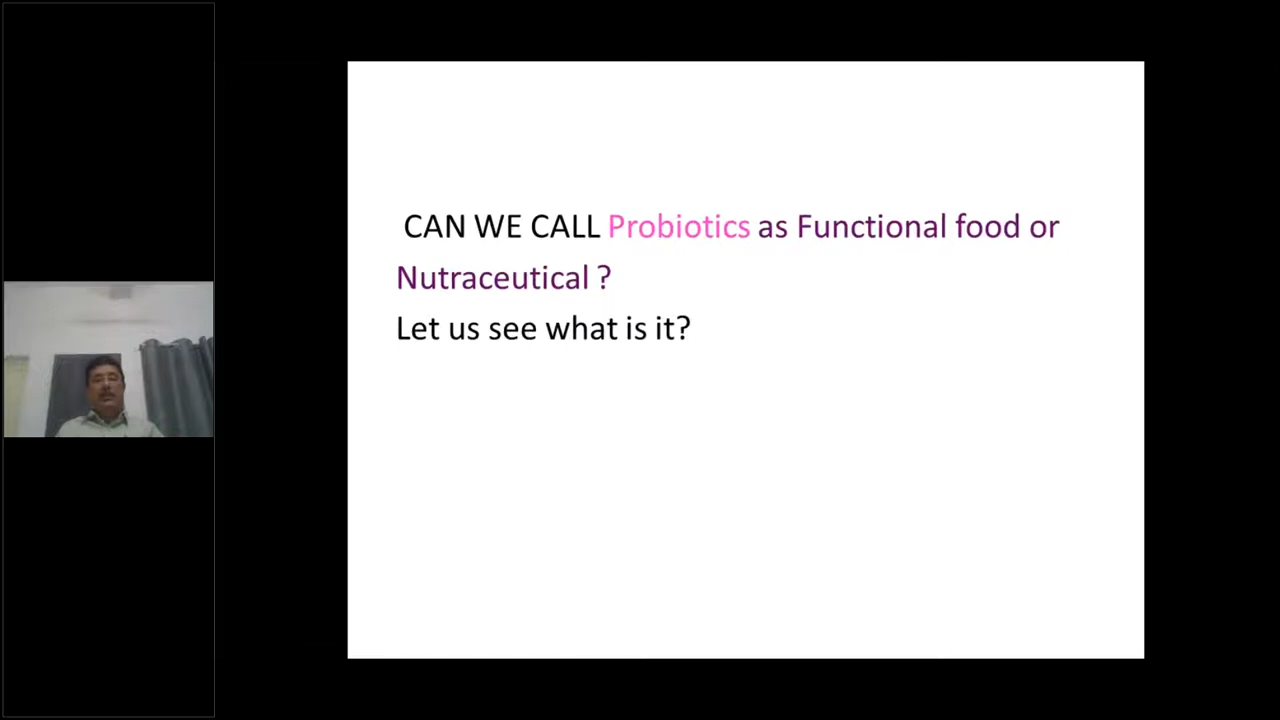 CAN WE CALL Probiotics as Functional food or
Nutraceutical ?
Let us see what is it?